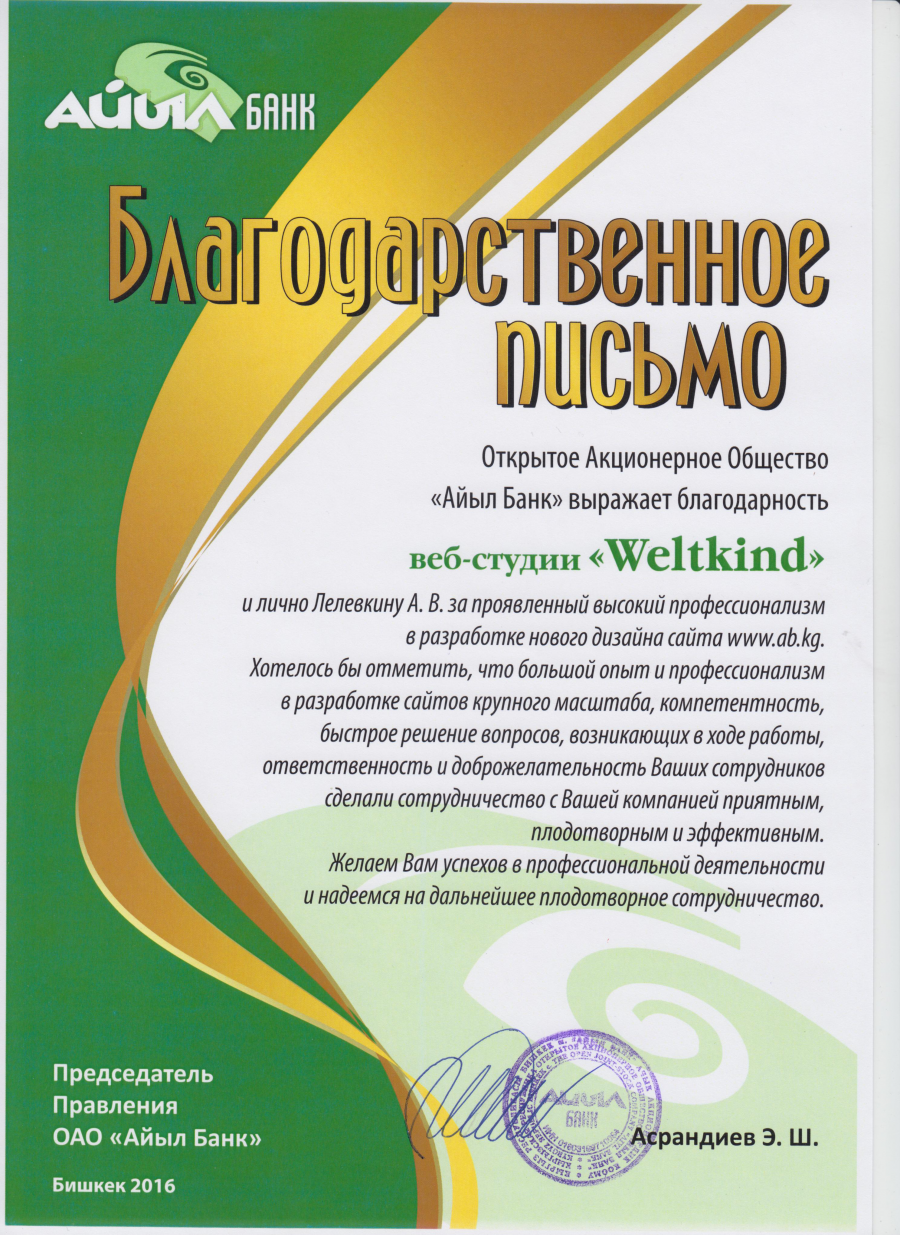 Айыл БАНК
Благодарственное
письмо
Открытое Акционерное Общество
«Айыл Банк» выражает благодарность
веб-студии «Weltkind»
и лично Лелевкину А. В. за проявленный высокий профессионализм
в разработке нового дизайна сайта www.ab.kg.
Хотелось бы отметить, что большой опыт и профессионализм
в разработке сайтов крупного масштаба, компетентность,
быстрое решение вопросов, возникающих в ходе работы,
ответственность и доброжелательность Ваших сотрудников
сделали сотрудничество с Вашей компанией приятным,
плодотворным и эффективным.
Желаем Вам успехов в профессиональной деятельности
и надеемся на дальнейшее плодотворное сотрудничество.
Председатель
Правления
ОАО «Айыл Банк»
Айыл
БАНК
Асрандиев Э. Ш.
Бишкек 2016